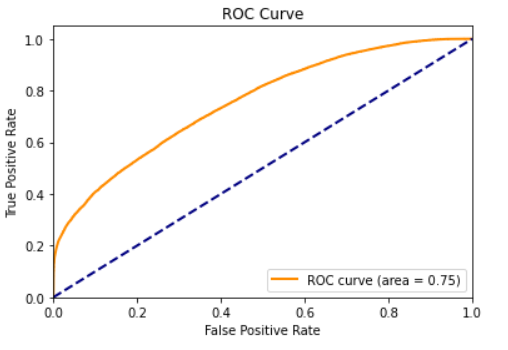 ROC Curve
1.0
0.8
0.6
0.4
0.2
0.0
True Positive Rate
ROC curve (area = 0.75)
0.0 0.2 0.4 0.6 0.8 1.0
False Positive Rate